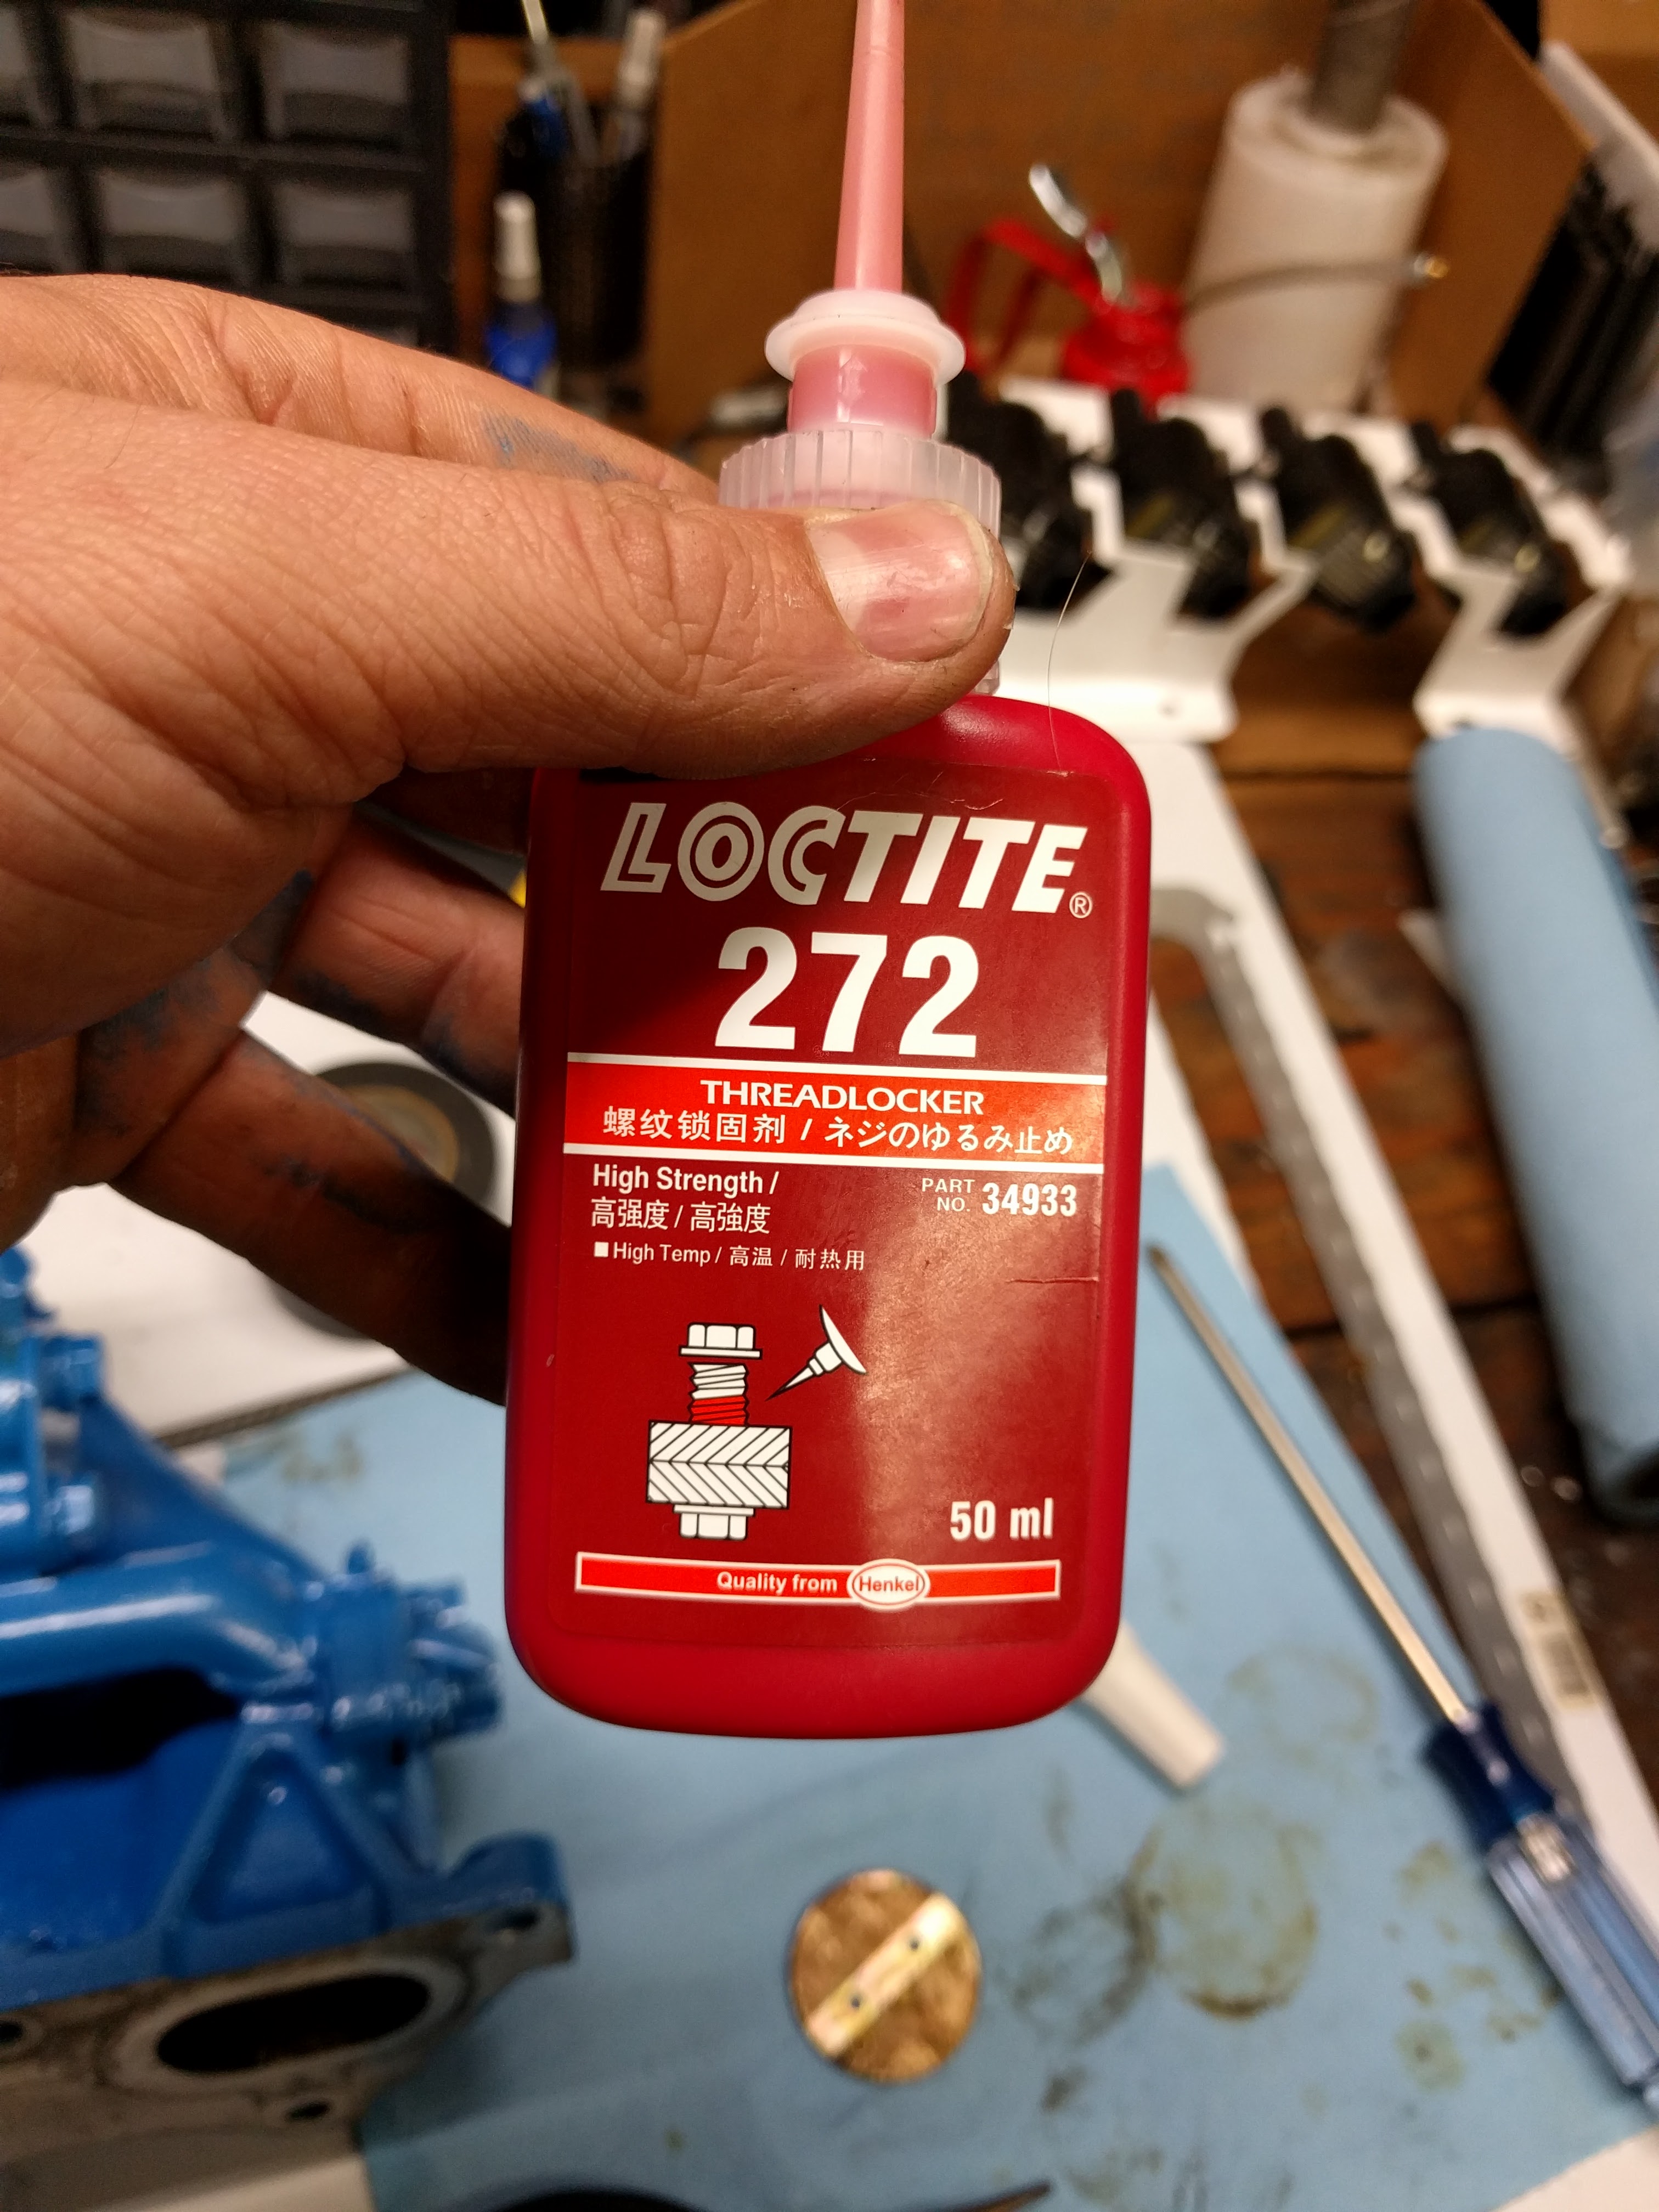 LOCTITE®
272
THREADLOCKER
螺纹锁固剂 / ネジのゆるみ止め
High Strength /
高强度 / 高強度
■ High Temp / 高温 / 耐热用
PART
NO. 34933
50 ml
Quality from Henkel